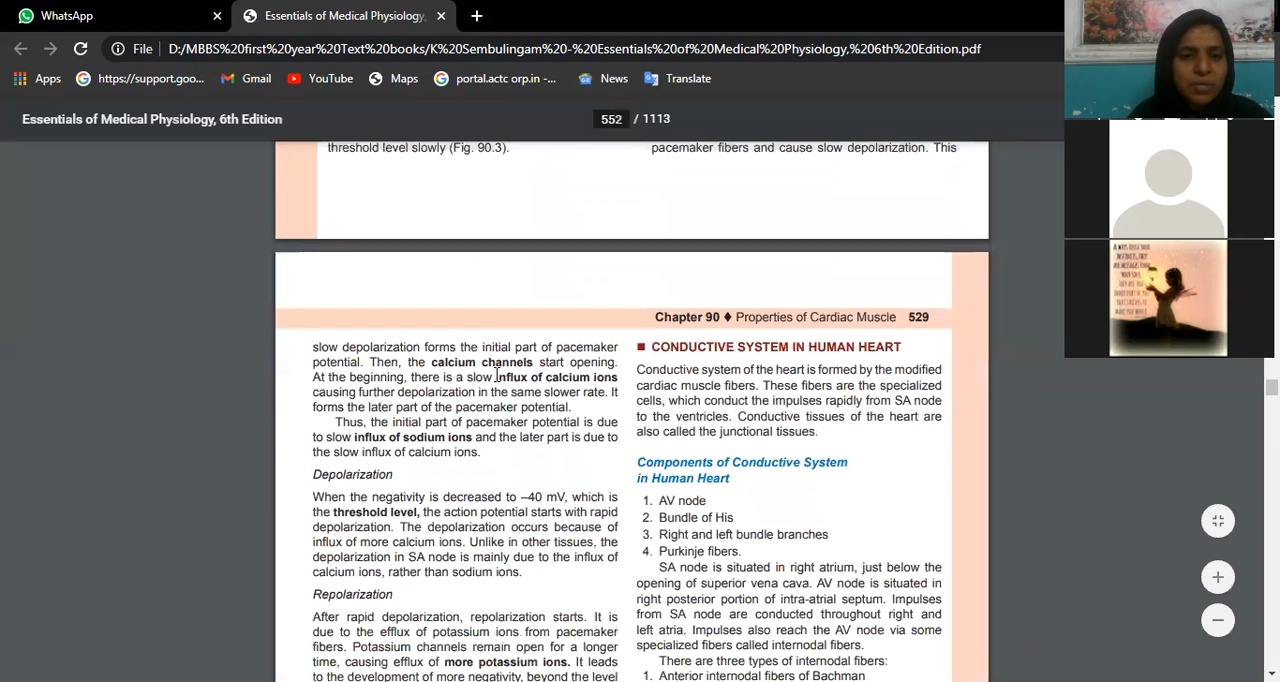 WhatsApp
Essentials of Medical Physiology,
File
D:/MBBS%20first%20year%20Text%20books/K%20Sembulingam%20-%20Essentials%20of%20Medical%20Physiology,%206th%20Edition.pdf
Apps
https://support.goo...
Gmail
YouTube
Maps
portal.actc orp.in -...
News
Translate
Essentials of Medical Physiology, 6th Edition
552 / 1113
threshold level slowly (Fig. 90.3).
pacemaker fibers and cause slow depolarization. This
Chapter 90 ♦ Properties of Cardiac Muscle 529
slow depolarization forms the initial part of pacemaker
potential. Then, the calcium channels start opening.
At the beginning, there is a slow influx of calcium ions
causing further depolarization in the same slower rate. It
forms the later part of the pacemaker potential.
Thus, the initial part of pacemaker potential is due
to slow influx of sodium ions and the later part is due to
the slow influx of calcium ions.
Depolarization
When the negativity is decreased to –40 mV, which is
the threshold level, the action potential starts with rapid
depolarization. The depolarization occurs because of
influx of more calcium ions. Unlike in other tissues, the
depolarization in SA node is mainly due to the influx of
calcium ions, rather than sodium ions.
Repolarization
After rapid depolarization, repolarization starts. It is
due to the efflux of potassium ions from pacemaker
fibers. Potassium channels remain open for a longer
time, causing efflux of more potassium ions. It leads
to the development of more negativity, beyond the level
■ CONDUCTIVE SYSTEM IN HUMAN HEART
Conductive system of the heart is formed by the modified
cardiac muscle fibers. These fibers are the specialized
cells, which conduct the impulses rapidly from SA node
to the ventricles. Conductive tissues of the heart are
also called the junctional tissues.
Components of Conductive System
in Human Heart
1. AV node
2. Bundle of His
3. Right and left bundle branches
4. Purkinje fibers.
SA node is situated in right atrium, just below the
opening of superior vena cava. AV node is situated in
right posterior portion of intra-atrial septum. Impulses
from SA node are conducted throughout right and
left atria. Impulses also reach the AV node via some
specialized fibers called internodal fibers.
There are three types of internodal fibers:
1. Anterior internodal fibers of Bachman